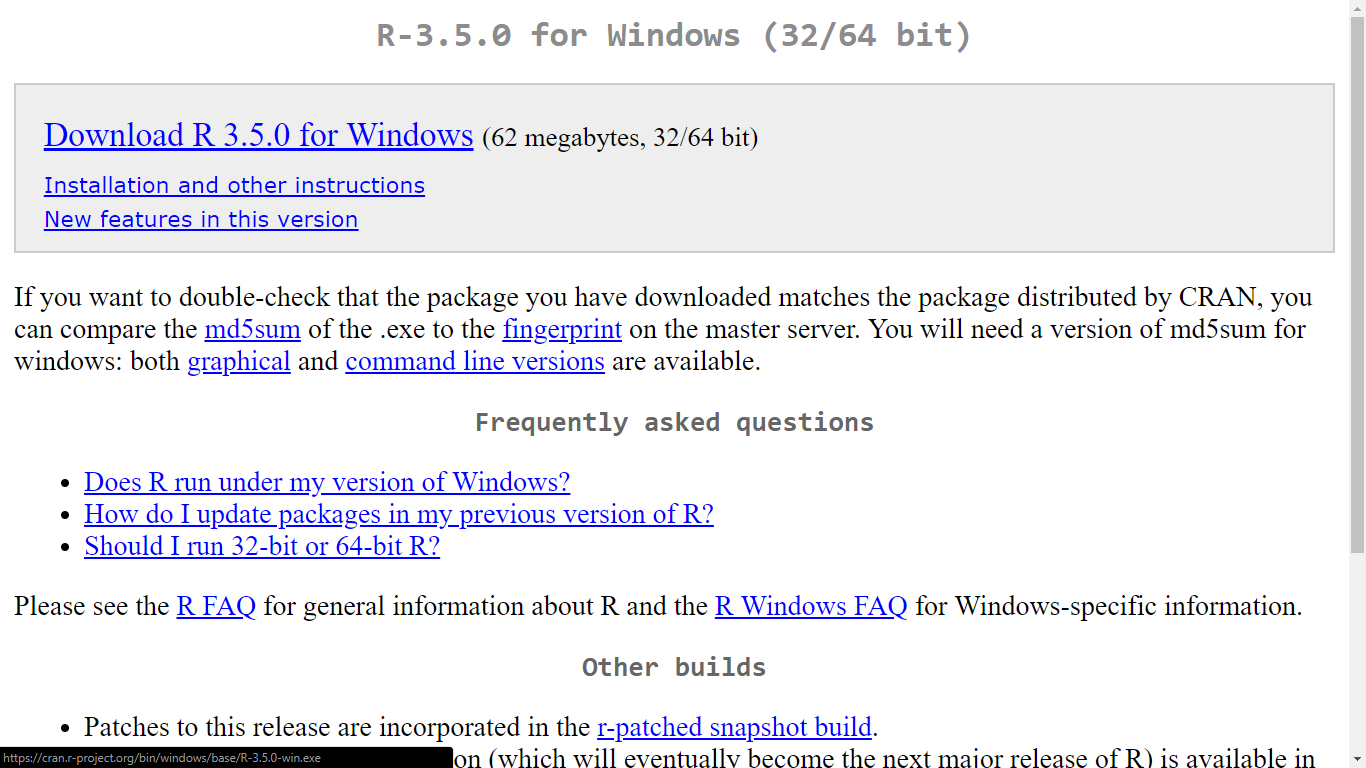 R-3.5.0 for Windows (32/64 bit)
Download R 3.5.0 for Windows (62 megabytes, 32/64 bit)
Installation and other instructions
New features in this version
If you want to double-check that the package you have downloaded matches the package distributed by CRAN, you
can compare the md5sum of the .exe to the fingerprint on the master server. You will need a version of md5sum for
windows: both graphical and command line versions are available.
Frequently asked questions
• Does R run under my version of Windows?
• How do I update packages in my previous version of R?
• Should I run 32-bit or 64-bit R?
Please see the R FAQ for general information about R and the R Windows FAQ for Windows-specific information.
Other builds
• Patches to this release are incorporated in the r-patched snapshot build.
on (which will eventually become the next major release of R) is available in
https://cran.r-project.org/bin/windows/base/R-3.5.0-win.exe